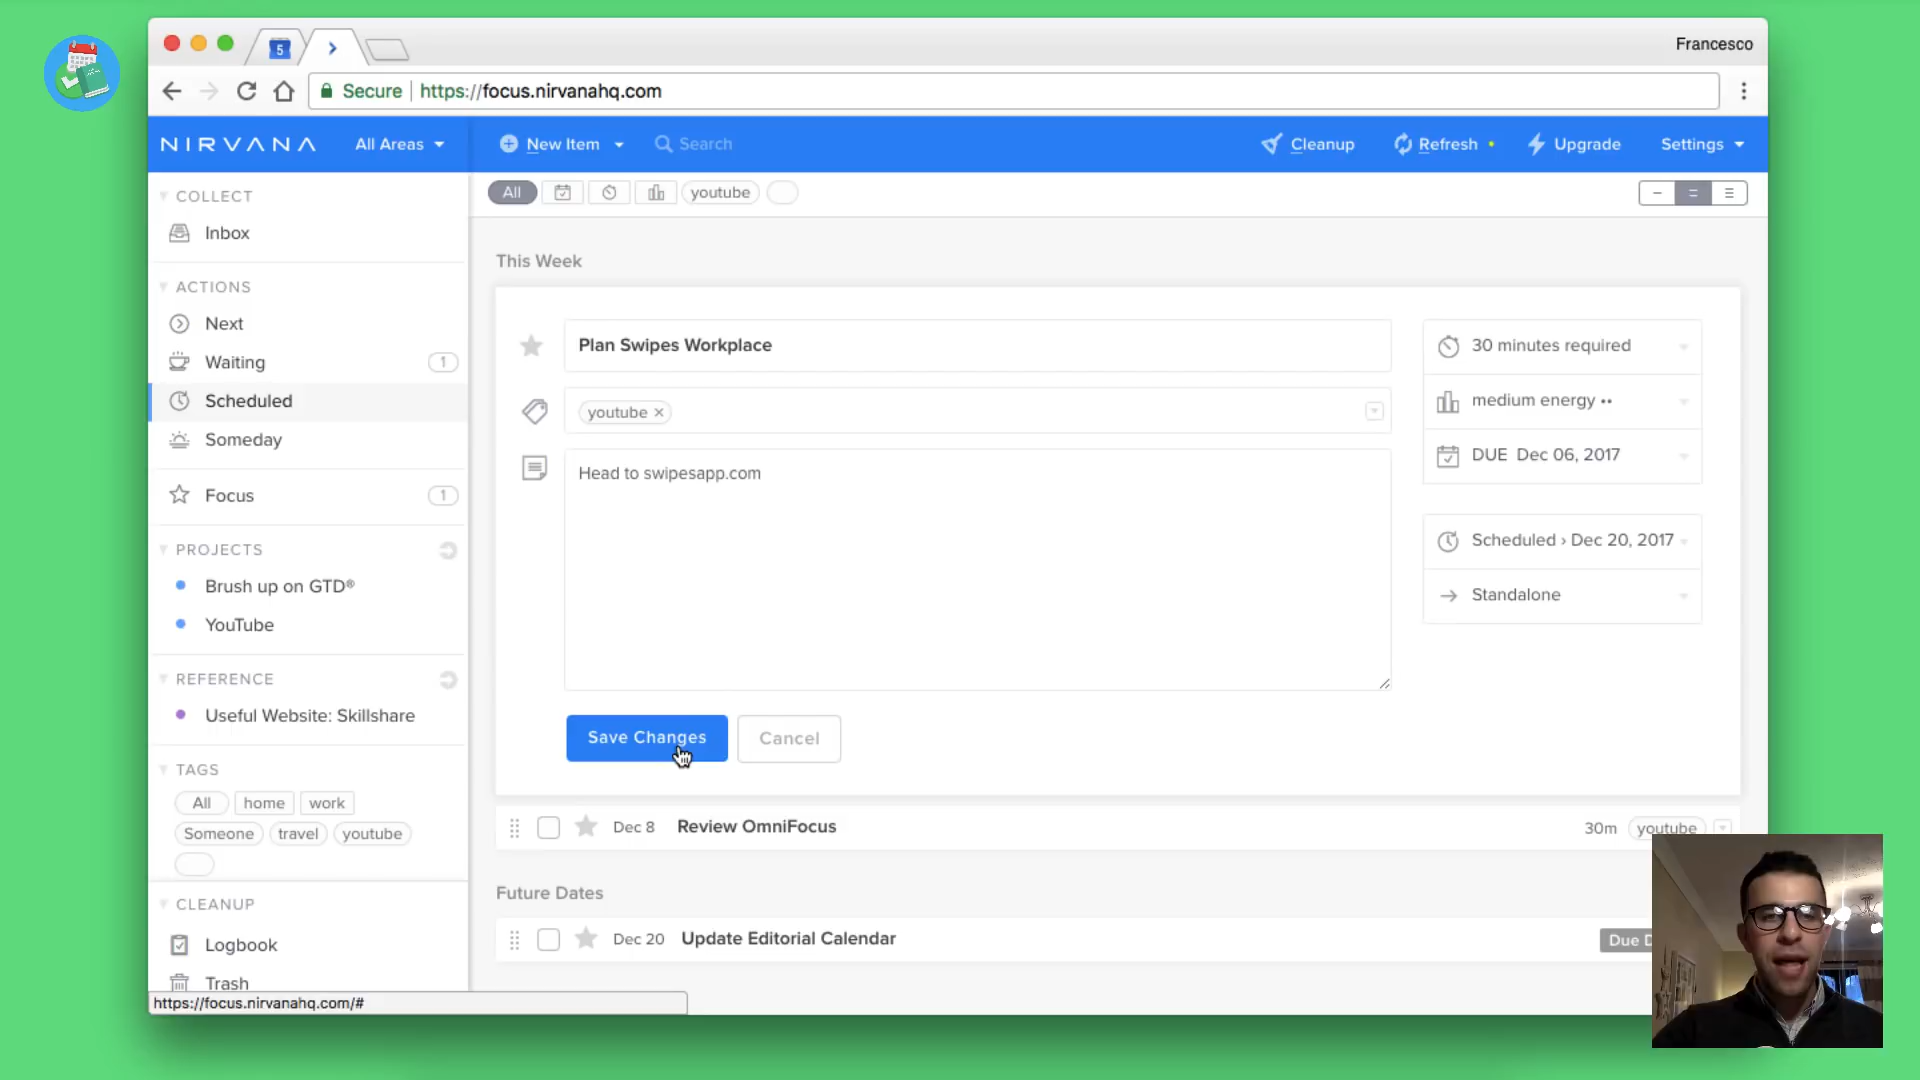 5
Francesco
Secure | https://focus.nirvanahq.com
NIRVANA
All Areas
New Item
Search
Cleanup
Refresh
Upgrade
Settings
COLLECT
Inbox
ACTIONS
Next
Waiting 1
Scheduled
Someday
Focus 1
PROJECTS
Brush up on GTD®
YouTube
REFERENCE
Useful Website: Skillshare
TAGS
All home work
Someone travel youtube
CLEANUP
Logbook
Trash
https://focus.nirvanahq.com/#
All youtube
This Week
Plan Swipes Workplace
youtube ×
Head to swipesapp.com
30 minutes required
medium energy ••
DUE Dec 06, 2017
Scheduled › Dec 20, 2017
Standalone
Save Changes Cancel
Dec 8 Review OmniFocus 30m youtube
Future Dates
Dec 20 Update Editorial Calendar Due D